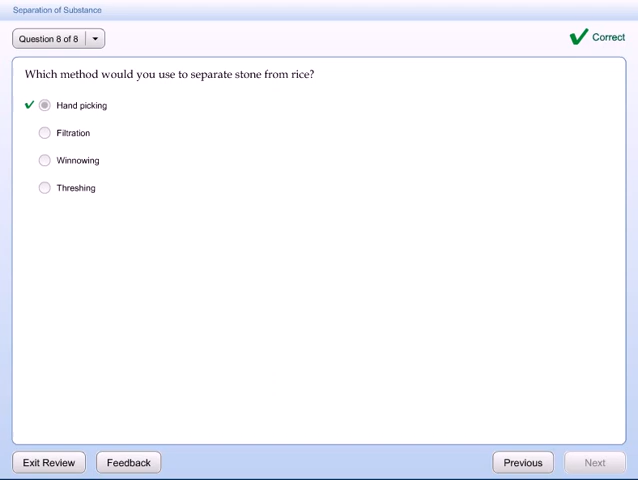 Separation of Substance
Question 8 of 8
Correct
Which method would you use to separate stone from rice?
Hand picking
Filtration
Winnowing
Threshing
Exit Review
Feedback
Previous
Next